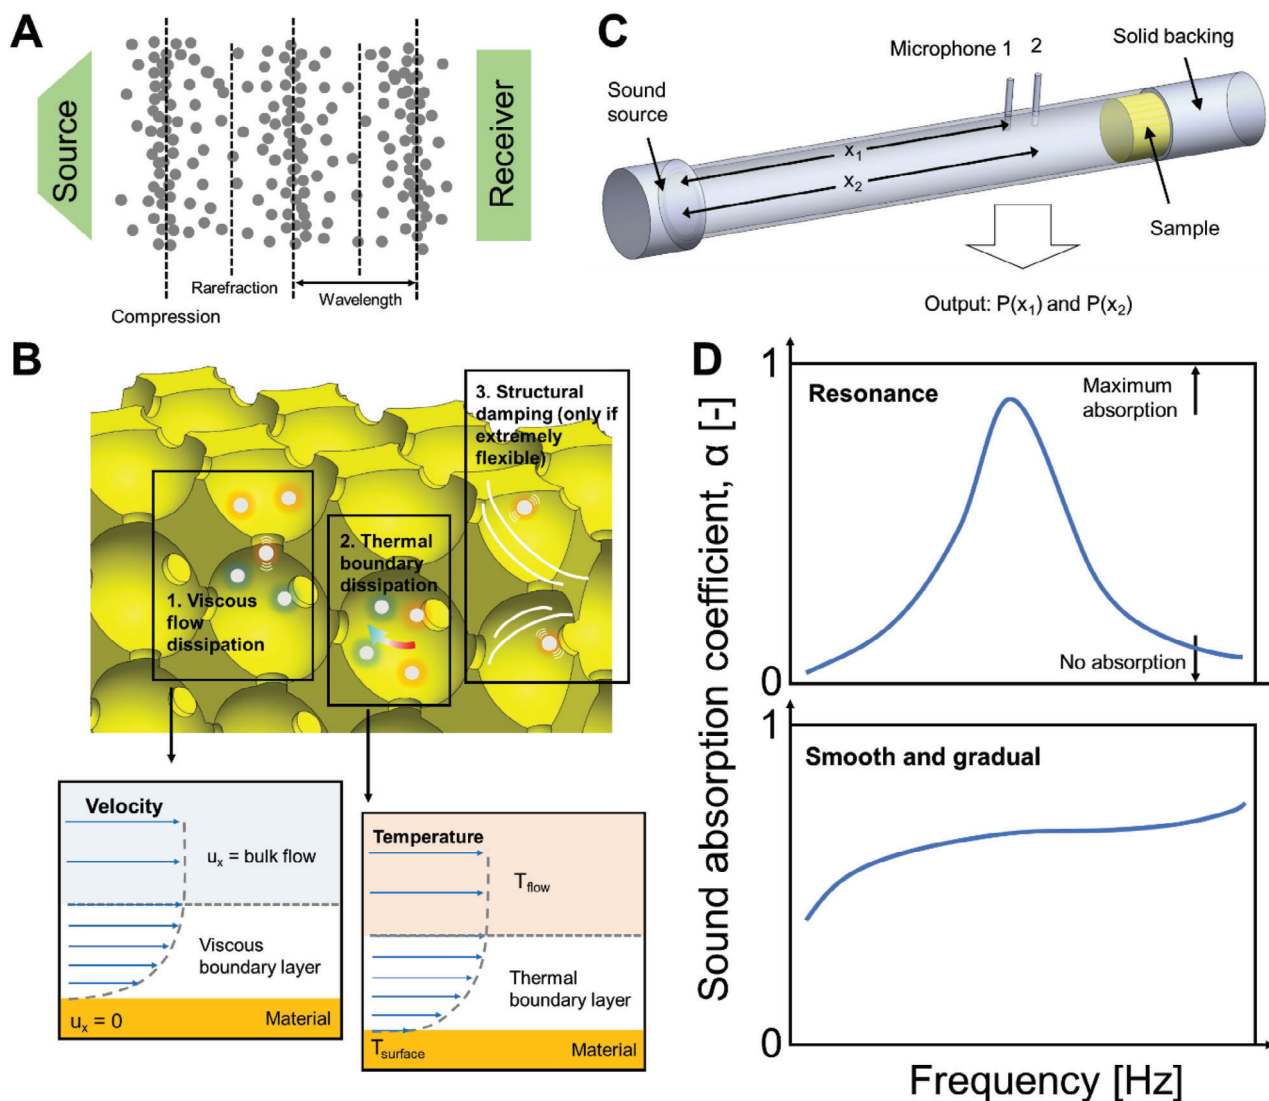 A
Source
Receiver
Rarefraction
Wavelength
Compression
C
Microphone 1
2
Solid backing
Sound
source
x₁
x₂
Sample
Output: P(x₁) and P(x₂)
B
3. Structural
damping (only if
extremely
flexible)
2. Thermal
boundary
dissipation
1. Viscous
flow
dissipation
Velocity
uₓ = bulk flow
Viscous
boundary layer
uₓ = 0
Material
Temperature
T_flow
Thermal
boundary layer
T_surface
Material
D
Sound absorption coefficient, α [-]
1
Resonance
Maximum
absorption
No absorption
0
1
Smooth and gradual
0
Frequency [Hz]